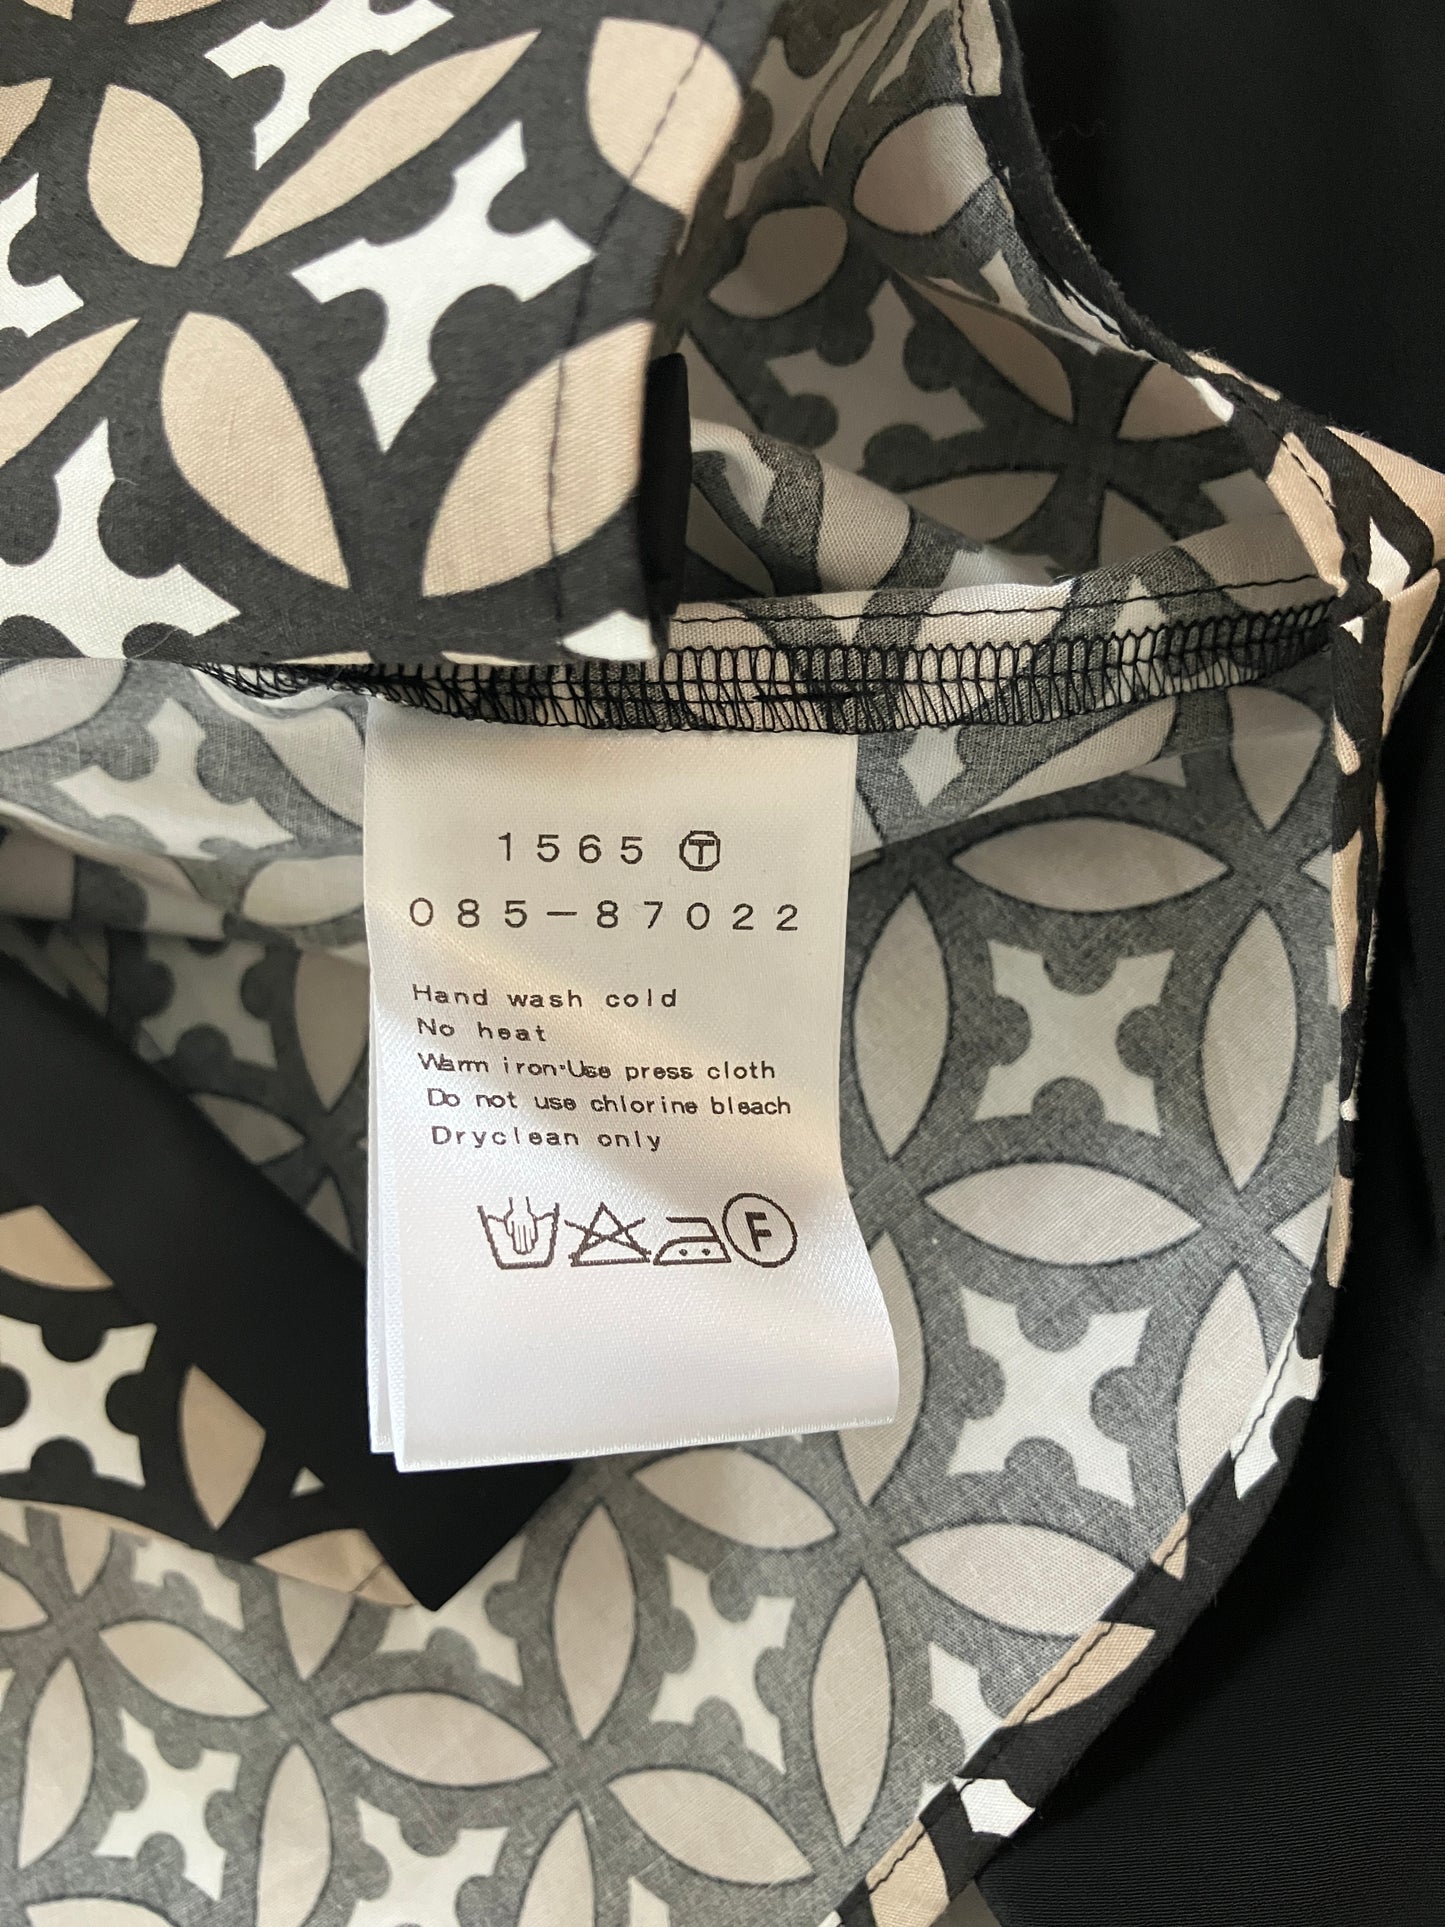 1565 Ⓣ
085-87022
Hand wash cold
No heat
Warm iron·Use press cloth
Do not use chlorine bleach
Dryclean only
F